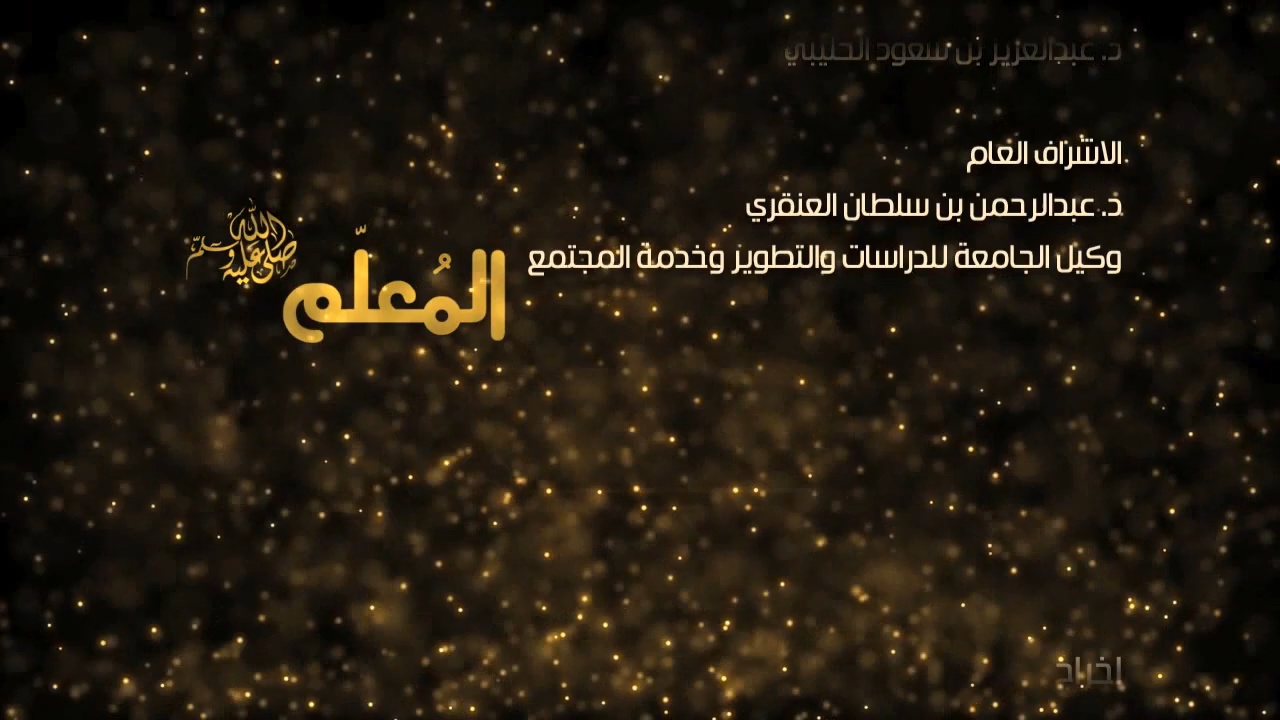 د. عبدالعزيز بن سعود الحليبي
الاشراف العام
د. عبدالرحمن بن سلطان العنقري
وكيل الجامعة للدراسات والتطوير وخدمة المجتمع
صلى الله عليه وسلم
المُعلّم
اخراج